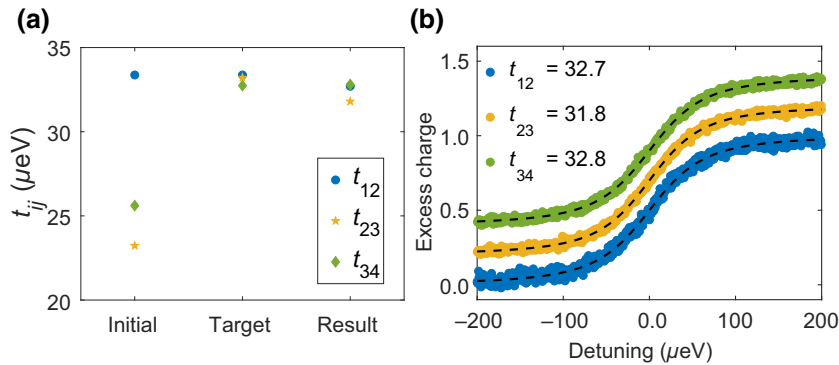 (a)
35
30
25
20
t_ij (μeV)
Initial Target Result
t_12
t_23
t_34
(b)
1.5
1.0
0.5
0.0
Excess charge
t_12 = 32.7
t_23 = 31.8
t_34 = 32.8
–200 –100 0.0 100 200
Detuning (μeV)